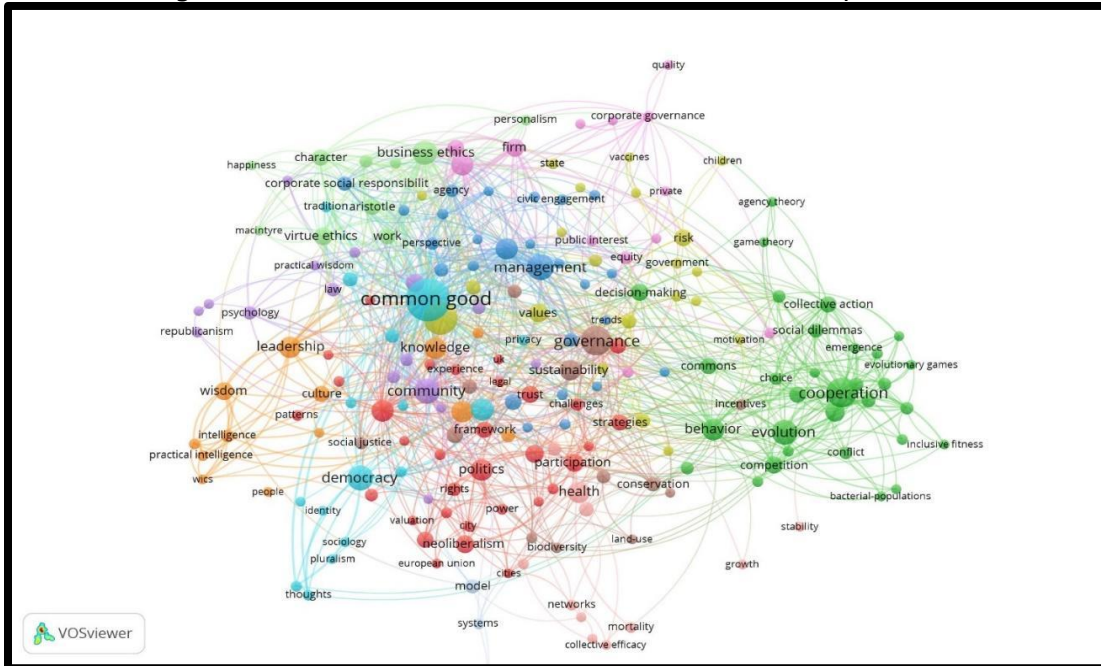 quality
corporate governance
personalism
business ethics
firm
character
state
vaccines
children
happiness
corporate social responsibilit
agency
private
civic engagement
tradition
aristotle
agency theory
macintyre
virtue ethics
work
perspective
public interest
risk
game theory
practical wisdom
equity
government
management
law
decision-making
common good
collective action
psychology
values
trends
republicanism
privacy
governance
motivation
social dilemmas
emergence
leadership
knowledge
uk
experience
sustainability
commons
evolutionary games
choice
legal
wisdom
culture
community
trust
cooperation
challenges
incentives
patterns
framework
strategies
behavior
evolution
intelligence
social justice
inclusive fitness
practical intelligence
conflict
politics
participation
competition
wics
democracy
people
rights
health
conservation
bacterial-populations
identity
power
valuation
city
stability
sociology
neoliberalism
land-use
biodiversity
pluralism
european union
growth
cities
thoughts
model
networks
systems
mortality
collective efficacy
VOSviewer